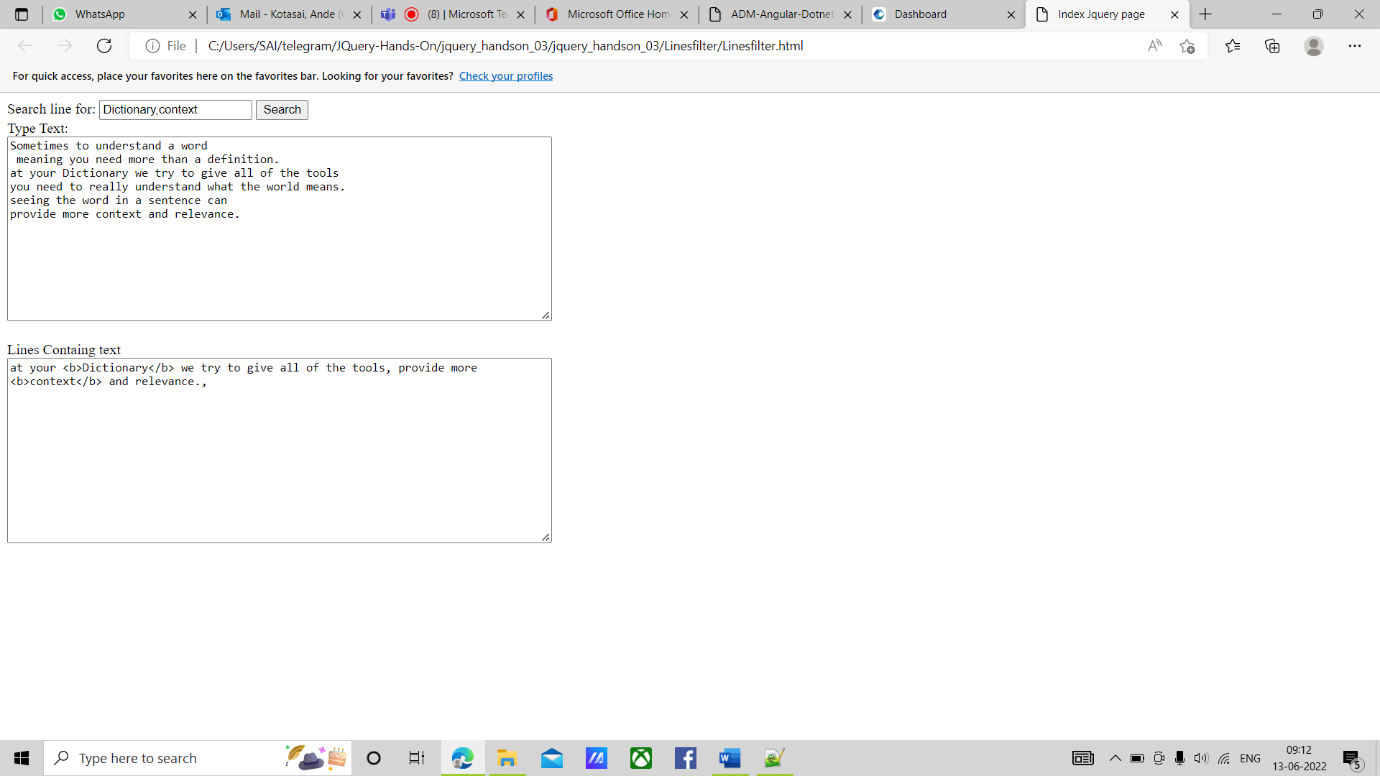 WhatsApp
Mail - Kotasai, Ande (C
(8) | Microsoft Te
Microsoft Office Hom
ADM-Angular-Dotnet
Dashboard
Index Jquery page
File | C:/Users/SAI/telegram/JQuery-Hands-On/jquery_handson_03/jquery_handson_03/Linesfilter/Linesfilter.html
For quick access, place your favorites here on the favorites bar. Looking for your favorites? Check your profiles
Search line for: Dictionary,context Search
Type Text:
Sometimes to understand a word
meaning you need more than a definition.
at your Dictionary we try to give all of the tools
you need to really understand what the world means.
seeing the word in a sentence can
provide more context and relevance.
Lines Containg text
at your <b>Dictionary</b> we try to give all of the tools, provide more
<b>context</b> and relevance.,
Type here to search
ENG
09:12
13-06-2022
5